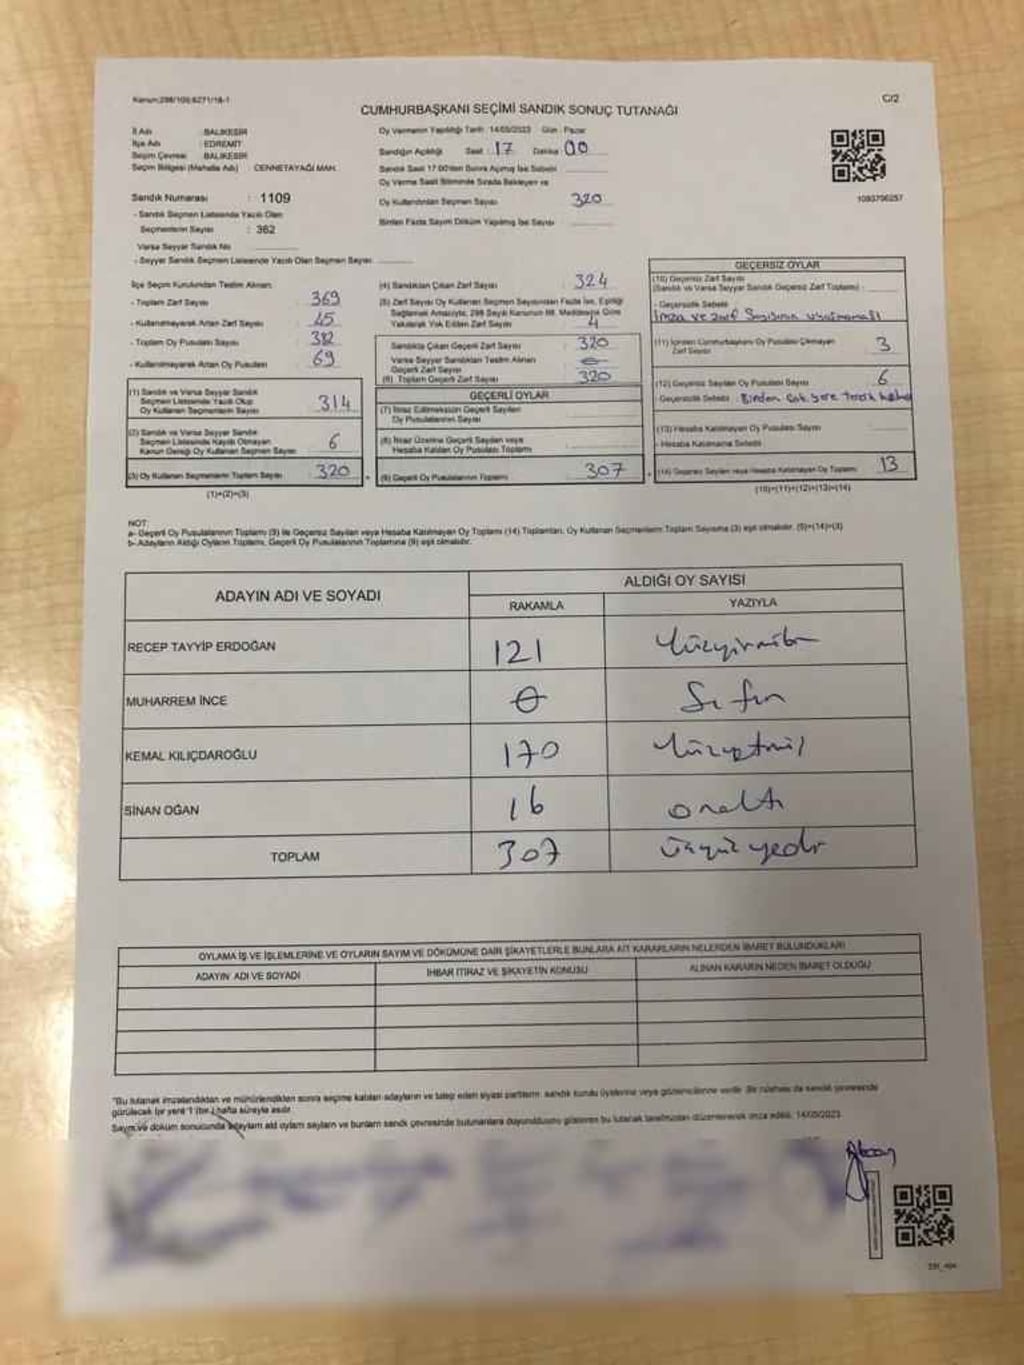 Kanun:298/105;6271/18-1
C/2
CUMHURBAŞKANI SEÇİMİ SANDIK SONUÇ TUTANAĞI
İl Adı : BALIKESİR
İlçe Adı : EDREMİT
Seçim Çevresi : BALIKESİR
Seçim Bölgesi (Mahalle Adı) : CENNETAYAĞI MAH.
Sandık Numarası : 1109
- Sandık Seçmen Listesinde Yazılı Olan
Seçmenlerin Sayısı : 362
Varsa Seyyar Sandık No
- Seyyar Sandık Seçmen Listesinde Yazılı Olan Seçmen Sayısı
Oy Vermenin Yapıldığı Tarih : 14/05/2023 Gün : Pazar
Sandığın Açıldığı Saat : 17 Dakika 00
Sandık Saat 17:00'den Sonra Açılmış İse Sebebi
Oy Verme Saati Bitiminde Sırada Bekleyen ve
Oy Kullandırılan Seçmen Sayısı 320
Birden Fazla Sayım Döküm Yapılmış İse Sayısı
1093796257
İlçe Seçim Kurulundan Teslim Alınan:
- Toplam Zarf Sayısı : 369
- Kullanılmayarak Artan Zarf Sayısı : 45
- Toplam Oy Pusulası Sayısı : 382
- Kullanılmayarak Artan Oy Pusulası : 69
(1) Sandık ve Varsa Seyyar Sandık
Seçmen Listesinde Yazılı Olup
Oy Kullanan Seçmenlerin Sayısı : 314
(2) Sandık ve Varsa Seyyar Sandık
Seçmen Listesinde Kayıtlı Olmayan
Kanun Gereği Oy Kullanan Seçmen Sayısı : 6
(3) Oy Kullanan Seçmenlerin Toplam Sayısı : 320
(1)+(2)=(3)
(4) Sandıktan Çıkan Zarf Sayısı : 324
(5) Zarf Sayısı Oy Kullanan Seçmen Sayısından Fazla İse, Eşitliği
Sağlamak Amacıyla, 298 Sayılı Kanunun 98. Maddesine Göre
Yakılarak Yok Edilen Zarf Sayısı : 4
Sandıkta Çıkan Geçerli Zarf Sayısı : 320
Varsa Seyyar Sandıktan Teslim Alınan
Geçerli Zarf Sayısı
(6) Toplam Geçerli Zarf Sayısı : 320
GEÇERLİ OYLAR
(7) İtiraz Edilmeksizin Geçerli Sayılan
Oy Pusulalarının Sayısı
(8) İtiraz Üzerine Geçerli Sayılan veya
Hesaba Katılan Oy Pusulası Toplamı
(9) Geçerli Oy Pusulalarının Toplamı : 307
GEÇERSİZ OYLAR
(10) Geçersiz Zarf Sayısı
(Sandık ve Varsa Seyyar Sandık Geçersiz Zarf Toplamı)
- Geçersizlik Sebebi
İmza ve zarf Sayısının uyuşmaması
(11) İçinden Cumhurbaşkanı Oy Pusulası Çıkmayan
Zarf Sayısı : 3
(12) Geçersiz Sayılan Oy Pusulası Sayısı : 6
- Geçersizlik Sebebi : Birden Çok yere Tercih
(13) Hesaba Katılmayan Oy Pusulası Sayısı
- Hesaba Katılmama Sebebi
(14) Geçersiz Sayılan veya Hesaba Katılmayan Oy Toplamı : 13
(10)+(11)+(12)+(13)=(14)
NOT:
a- Geçerli Oy Pusulalarının Toplamı (9) ile Geçersiz Sayılan veya Hesaba Katılmayan Oy Toplamı (14) Toplamları, Oy Kullanan Seçmenlerin Toplam Sayısına (3) eşit olmalıdır. (9)+(14)=(3)
b- Adayların Aldığı Oyların Toplamı, Geçerli Oy Pusulalarının Toplamına (9) eşit olmalıdır.
ADAYIN ADI VE SOYADI
ALDIĞI OY SAYISI
RAKAMLA YAZIYLA
RECEP TAYYİP ERDOĞAN 121 Yüzyirmibir
MUHARREM İNCE 0 Sıfır
KEMAL KILIÇDAROĞLU 170 Yüzyetmiş
SİNAN OĞAN 16 onaltı
TOPLAM 307 üçyüzyedi
OYLAMA İŞ VE İŞLEMLERİNE VE OYLARIN SAYIM VE DÖKÜMÜNE DAİR ŞİKAYETLERLE BUNLARA AİT KARARLARIN NELERDEN İBARET BULUNDUKLARI
ADAYIN ADI VE SOYADI İHBAR İTİRAZ VE ŞİKAYETİN KONUSU ALINAN KARARIN NEDEN İBARET OLDUĞU
"Bu tutanak imzalandıktan ve mühürlendikten sonra seçime katılan adayların ve talep eden siyasi partilerin sandık kurulu üyelerine veya gözlemcilerine verilir. Bir nüshası da sandık çevresinde
görülecek bir yere 1 (bir) hafta süreyle asılır.
Sayım ve döküm sonucunda adayların aldığı oyların sayıların ve bunların sandık çevresinde bulunanlara duyurulduğunu gösteren bu tutanak tarafımızdan düzenlenerek imza edildi. 14/05/2023